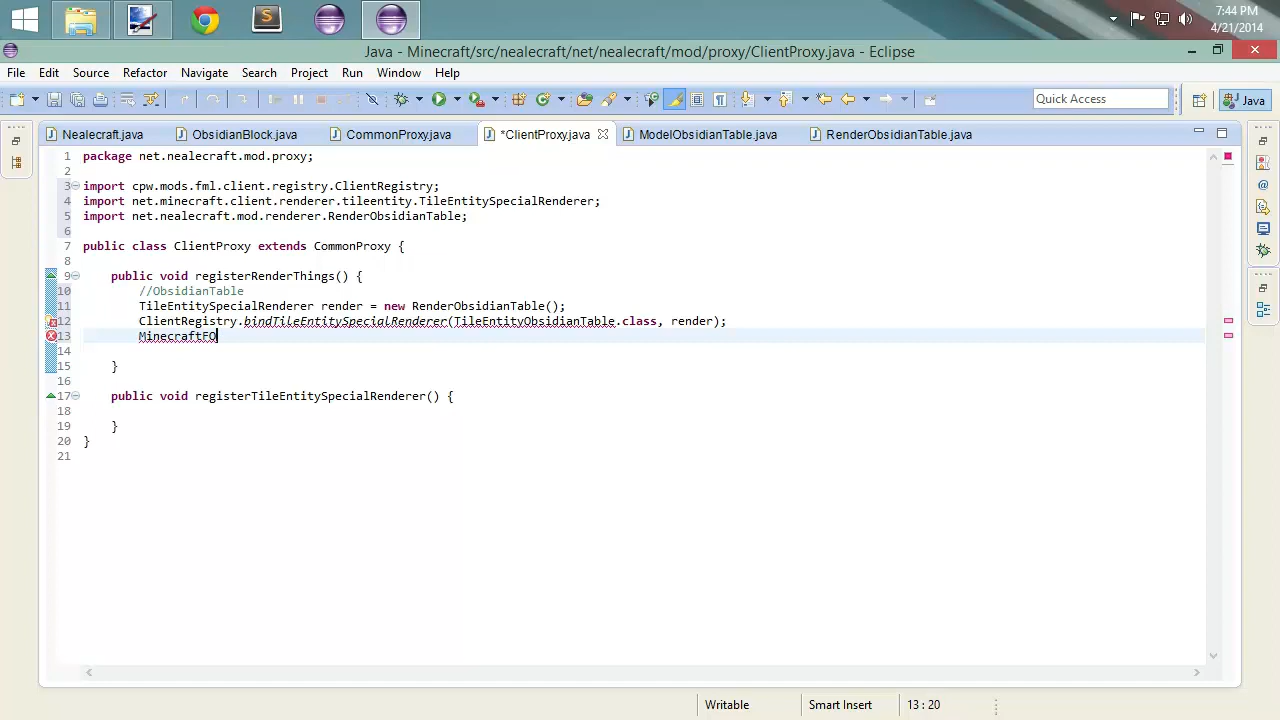 7:44 PM
4/21/2014
Java - Minecraft/src/nealecraft/net/nealecraft/mod/proxy/ClientProxy.java - Eclipse
File Edit Source Refactor Navigate Search Project Run Window Help
Quick Access
Java
Nealecraft.java ObsidianBlock.java CommonProxy.java *ClientProxy.java ModelObsidianTable.java RenderObsidianTable.java
1 package net.nealecraft.mod.proxy;
2
3 import cpw.mods.fml.client.registry.ClientRegistry;
4 import net.minecraft.client.renderer.tileentity.TileEntitySpecialRenderer;
5 import net.nealecraft.mod.renderer.RenderObsidianTable;
6
7 public class ClientProxy extends CommonProxy {
8
9 public void registerRenderThings() {
10 //ObsidianTable
11 TileEntitySpecialRenderer render = new RenderObsidianTable();
12 ClientRegistry.bindTileEntitySpecialRenderer(TileEntityObsidianTable.class, render);
13 MinecraftFO
14
15 }
16
17 public void registerTileEntitySpecialRenderer() {
18
19 }
20 }
21
Writable Smart Insert 13 : 20